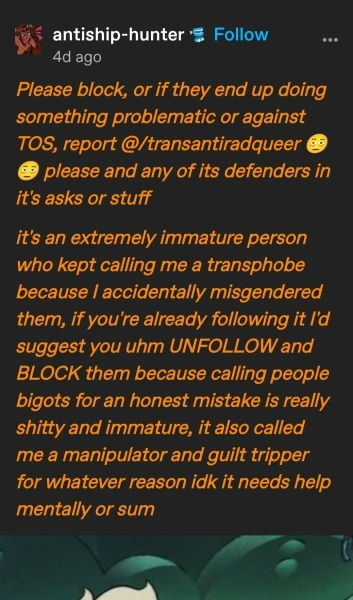 antiship-hunter Follow
4d ago
Please block, or if they end up doing
something problematic or against
TOS, report @/transantiradqueer 😳
😳 please and any of its defenders in
it's asks or stuff
it's an extremely immature person
who kept calling me a transphobe
because I accidentally misgendered
them, if you're already following it I'd
suggest you uhm UNFOLLOW and
BLOCK them because calling people
bigots for an honest mistake is really
shitty and immature, it also called
me a manipulator and guilt tripper
for whatever reason idk it needs help
mentally or sum